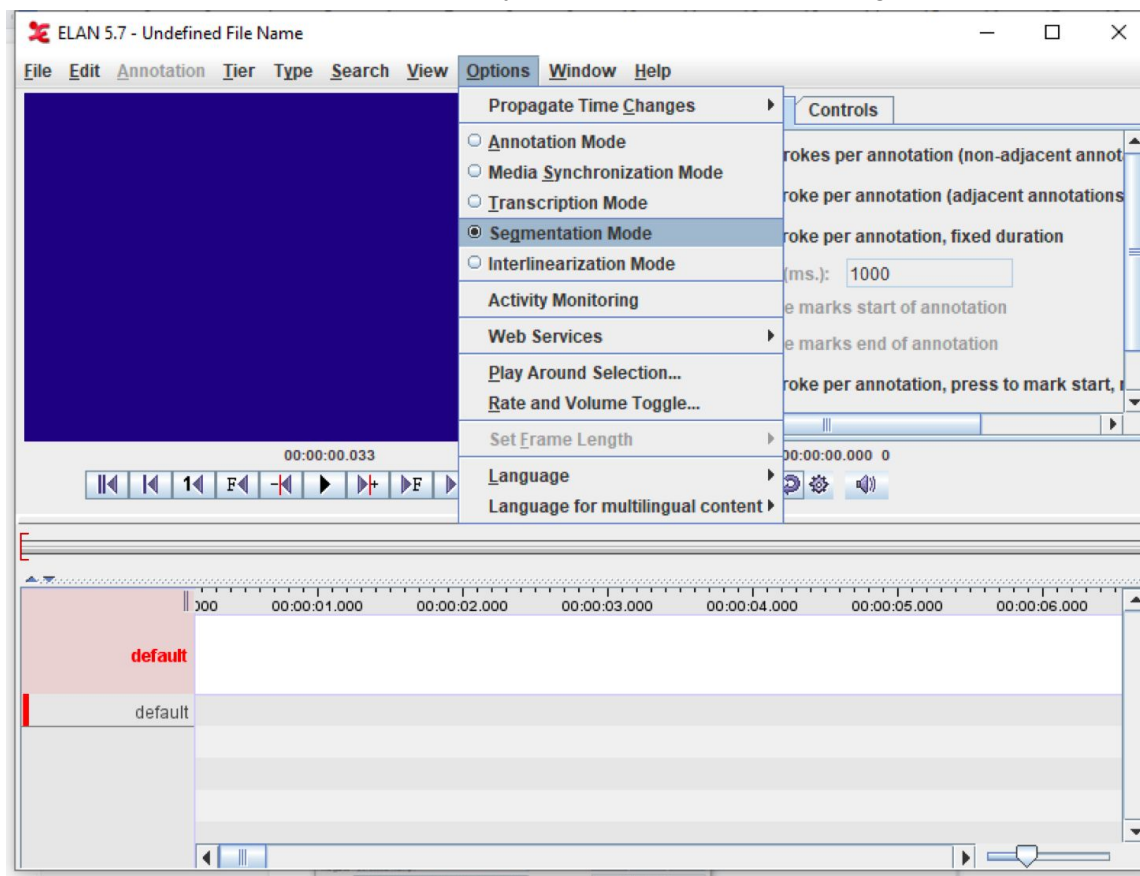 ELAN 5.7 - Undefined File Name
File Edit Annotation Tier Type Search View Options Window Help
Propagate Time Changes
Controls
Annotation Mode
Media Synchronization Mode
Transcription Mode
Segmentation Mode
Interlinearization Mode
Activity Monitoring
Web Services
Play Around Selection...
Rate and Volume Toggle...
Set Frame Length
Language
Language for multilingual content
rokes per annotation (non-adjacent annot
roke per annotation (adjacent annotations
roke per annotation, fixed duration
(ms.): 1000
e marks start of annotation
e marks end of annotation
roke per annotation, press to mark start, r
00:00:00.033
00:00:00.000 0
1 F F
000 00:00:01.000 00:00:02.000 00:00:03.000 00:00:04.000 00:00:05.000 00:00:06.000
default
default